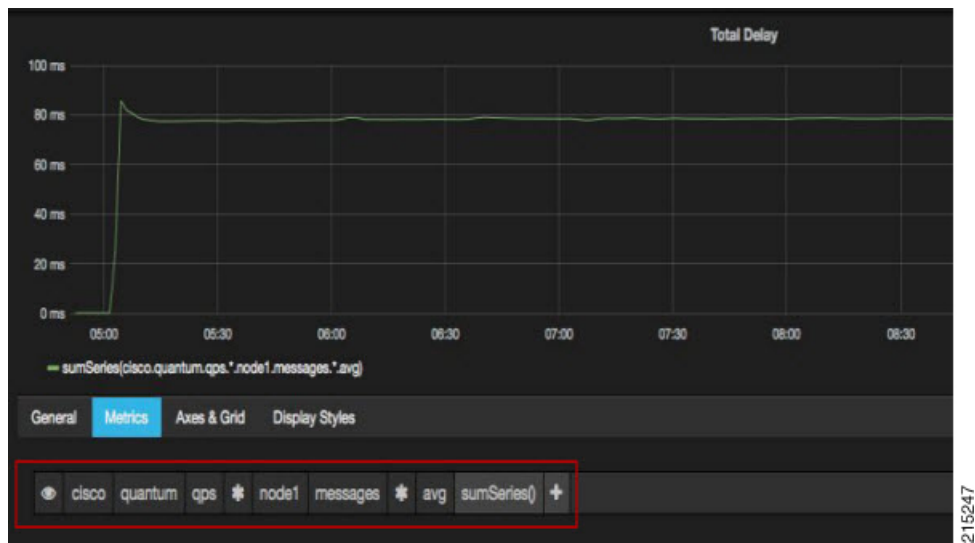 Total Delay
100 ms
80 ms
60 ms
40 ms
20 ms
0 ms
05:00 05:30 06:00 06:30 07:00 07:30 08:00 08:30
sumSeries(cisco.quantum.qps.*.node1.messages.*.avg)
General Metrics Axes & Grid Display Styles
cisco quantum qps * node1 messages * avg sumSeries() +
215247